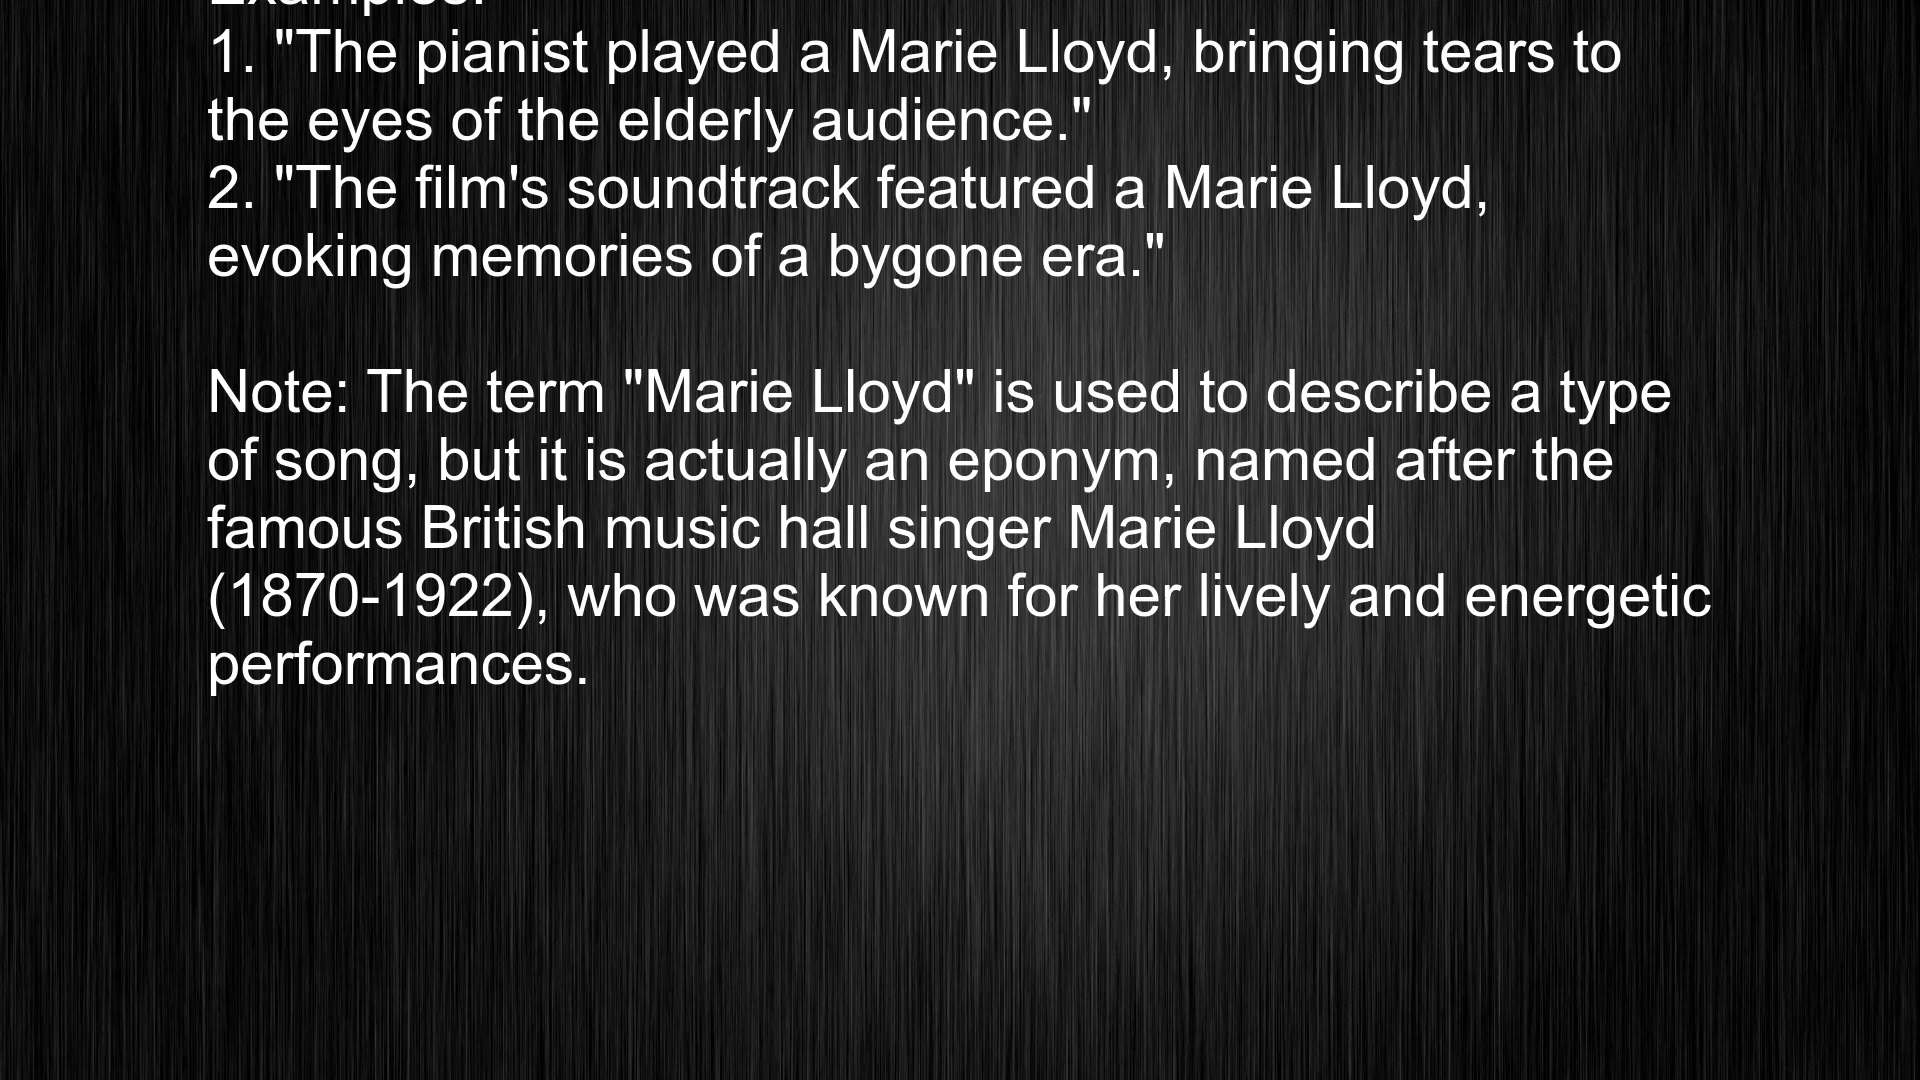 Examples:
1. "The pianist played a Marie Lloyd, bringing tears to
the eyes of the elderly audience."
2. "The film's soundtrack featured a Marie Lloyd,
evoking memories of a bygone era."
Note: The term "Marie Lloyd" is used to describe a type
of song, but it is actually an eponym, named after the
famous British music hall singer Marie Lloyd
(1870-1922), who was known for her lively and energetic
performances.